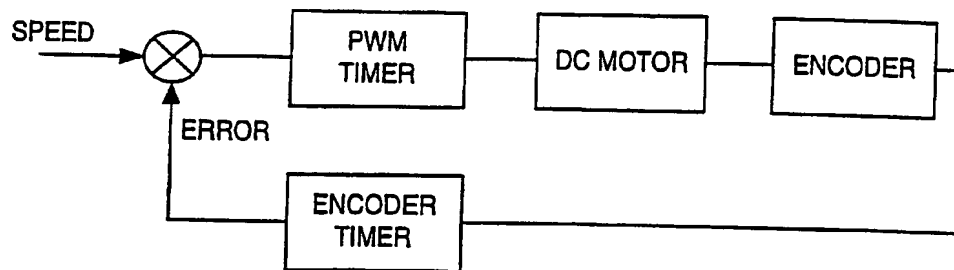 SPEED
PWM
TIMER
DC MOTOR
ENCODER
ERROR
ENCODER
TIMER